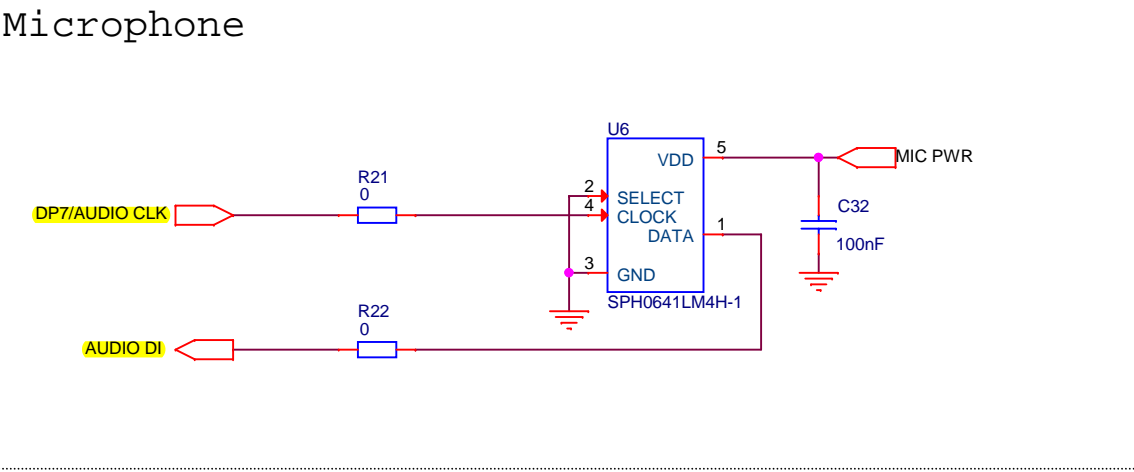 Microphone
U6
VDD
5
MIC PWR
R21
0
2
SELECT
DP7/AUDIO CLK
4
CLOCK
C32
DATA
1
100nF
3
GND
SPH0641LM4H-1
R22
0
AUDIO DI